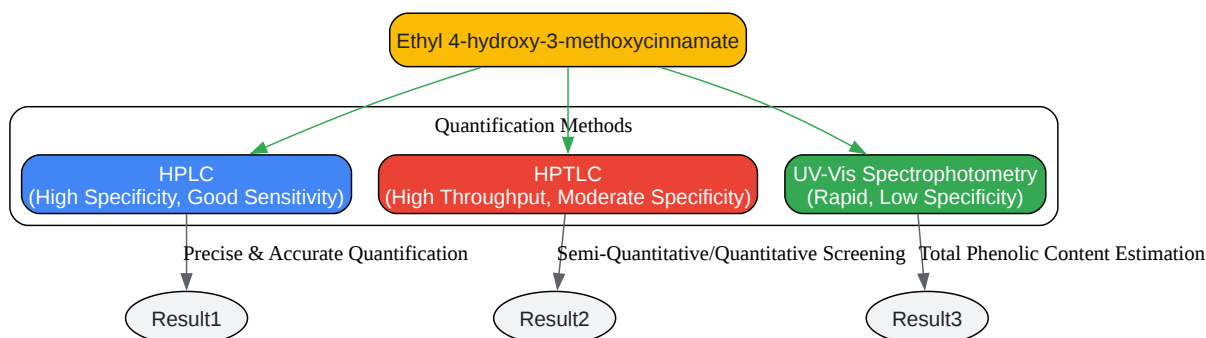 Ethyl 4-hydroxy-3-methoxycinnamate
Quantification Methods
HPLC
(High Specificity, Good Sensitivity)
HPTLC
(High Throughput, Moderate Specificity)
UV-Vis Spectrophotometry
(Rapid, Low Specificity)
Precise & Accurate Quantification
Semi-Quantitative/Quantitative Screening
Total Phenolic Content Estimation
Result1
Result2
Result3